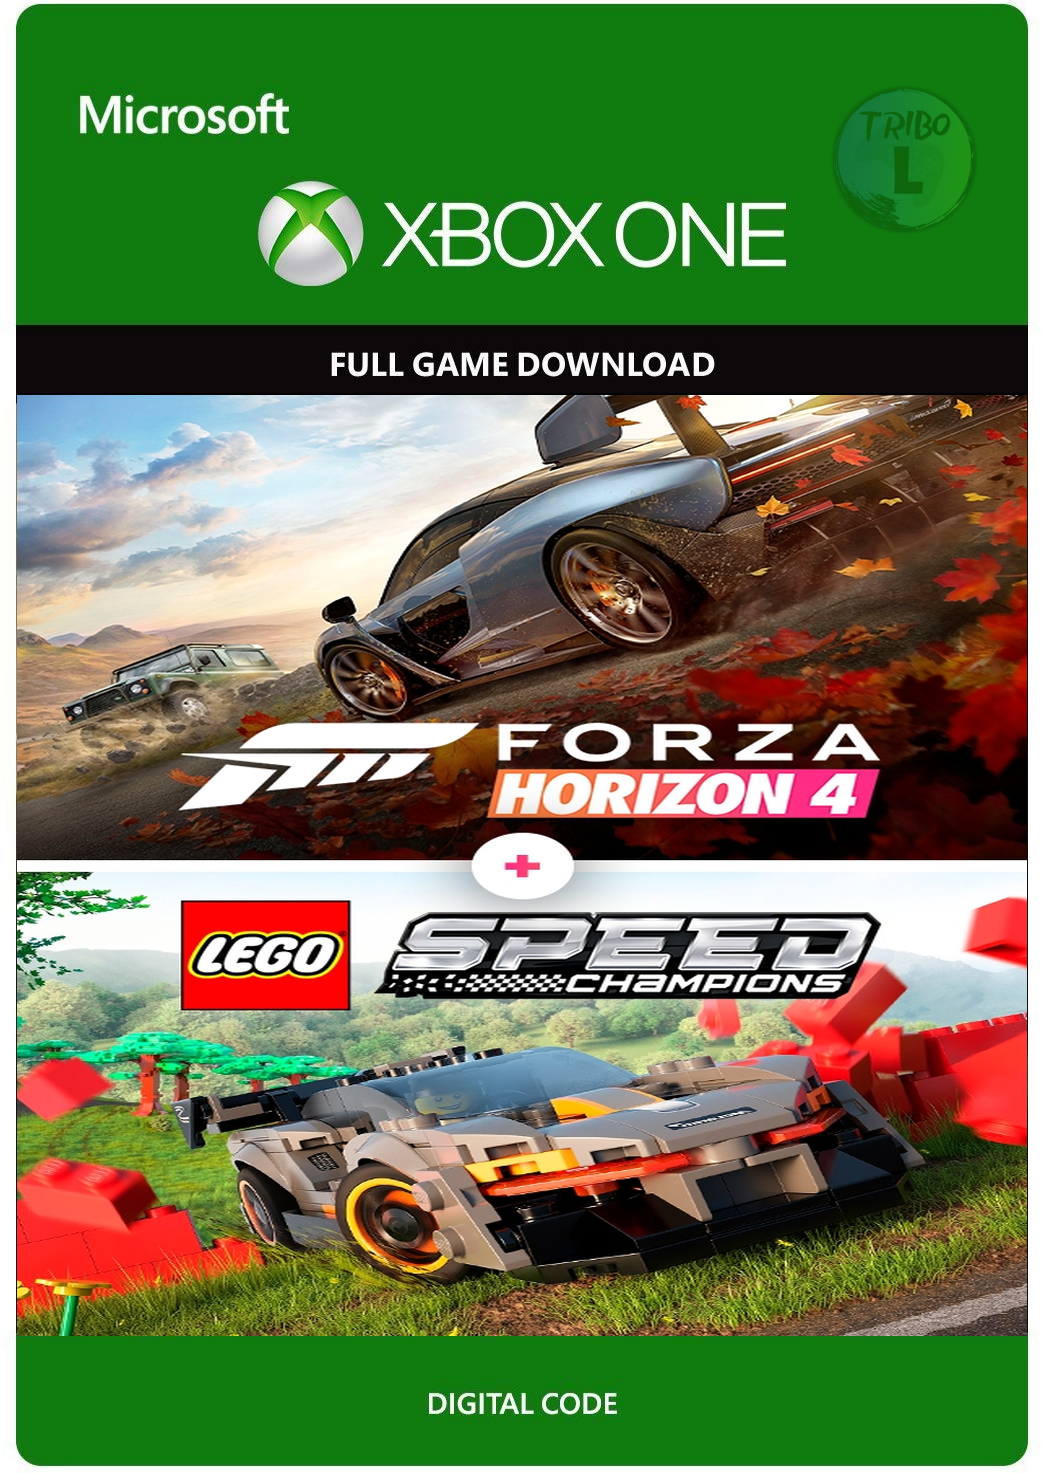 Microsoft
TRIBO
L
XBOX ONE
FULL GAME DOWNLOAD
FORZA
HORIZON 4
+
LEGO
SPEED
CHAMPIONS
DIGITAL CODE